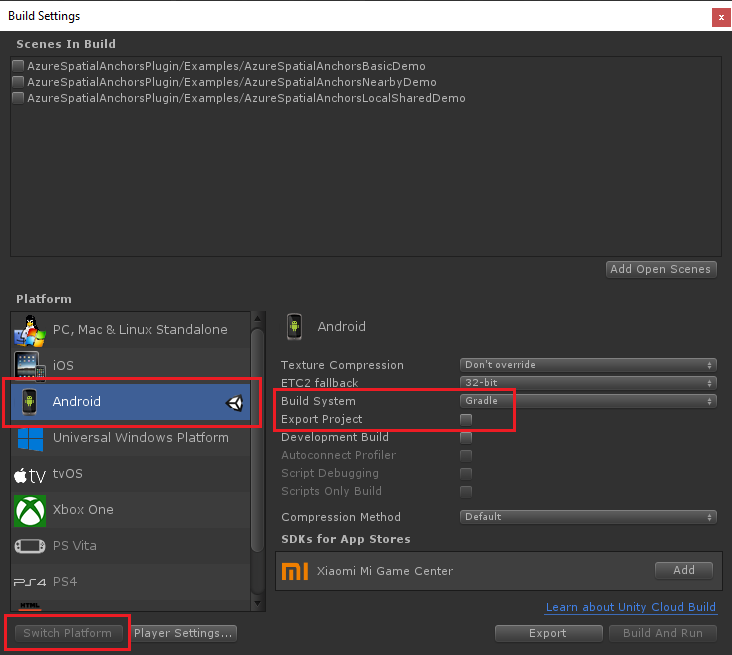 Build Settings
x
Scenes In Build
AzureSpatialAnchorsPlugin/Examples/AzureSpatialAnchorsBasicDemo
AzureSpatialAnchorsPlugin/Examples/AzureSpatialAnchorsNearbyDemo
AzureSpatialAnchorsPlugin/Examples/AzureSpatialAnchorsLocalSharedDemo
Add Open Scenes
Platform
PC, Mac & Linux Standalone
iOS
Android
Universal Windows Platform
tv tvOS
Xbox One
PS Vita
PS4 PS4
HTML
Android
Texture Compression Don't override
ETC2 fallback 32-bit
Build System Gradle
Export Project
Development Build
Autoconnect Profiler
Script Debugging
Scripts Only Build
Compression Method Default
SDKs for App Stores
mi Xiaomi Mi Game Center Add
Learn about Unity Cloud Build
Switch Platform Player Settings... Export Build And Run